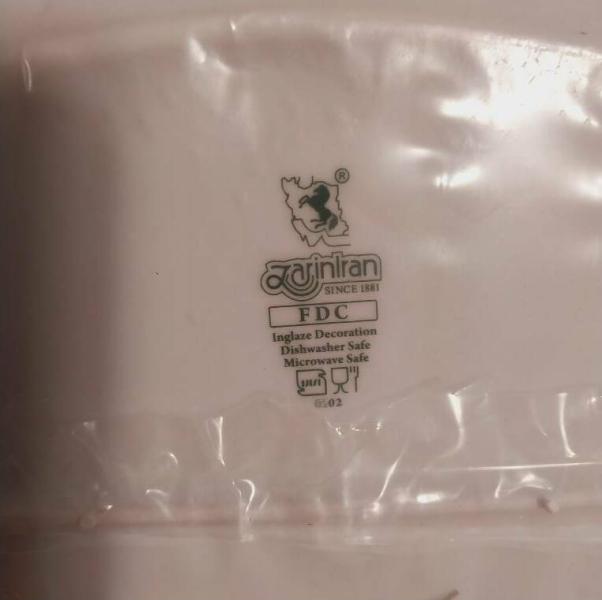 ®
ZarinIran
SINCE 1881
FDC
Inglaze Decoration
Dishwasher Safe
Microwave Safe